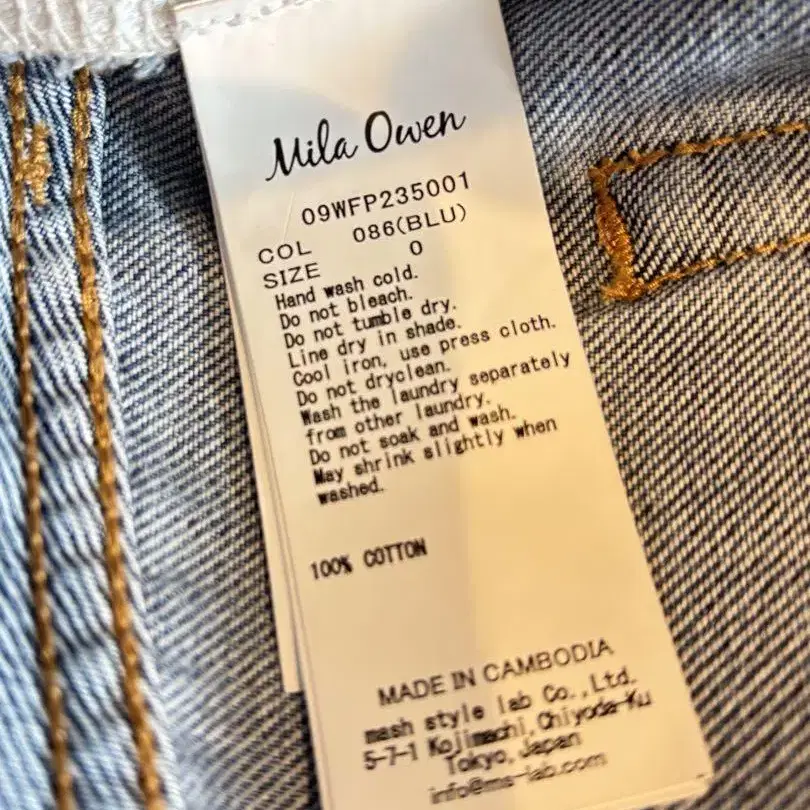 Mila Owen
09WFP235001
COL 086(BLU)
SIZE 0
Hand wash cold.
Do not bleach.
Do not tumble dry.
Line dry in shade.
Cool iron, use press cloth.
Do not dryclean.
Wash the laundry separately
from other laundry.
Do not soak and wash.
May shrink slightly when
washed.
100% COTTON
MADE IN CAMBODIA
mash style lab Co.,Ltd.
5-7-1 Kojimachi,Chiyoda-Ku
Tokyo,Japan
info@ms-lab.com